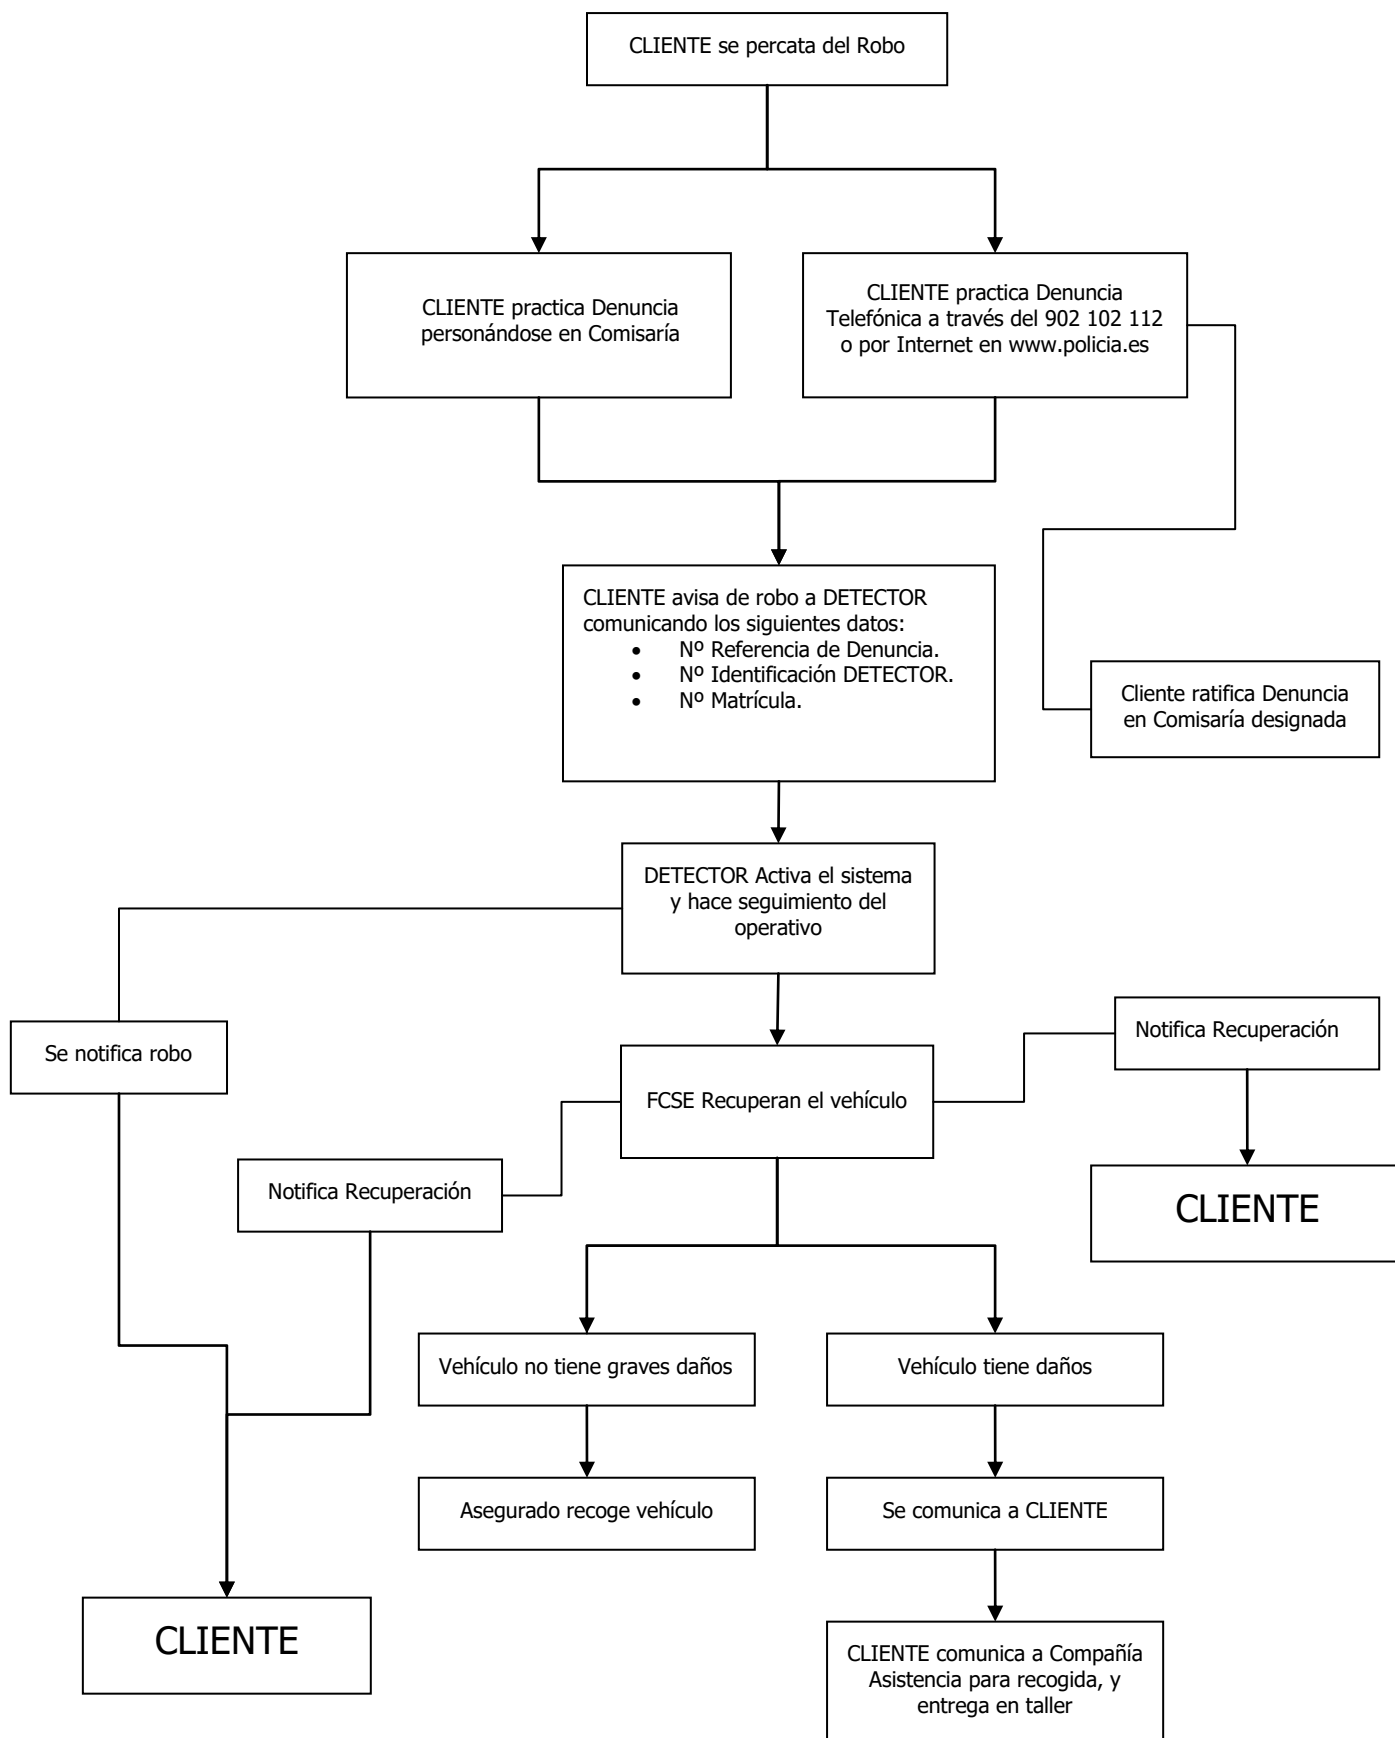 CLIENTE se percata del Robo
CLIENTE practica Denuncia
personándose en Comisaría
CLIENTE practica Denuncia
Telefónica a través del 902 102 112
o por Internet en www.policia.es
CLIENTE avisa de robo a DETECTOR
comunicando los siguientes datos:
• Nº Referencia de Denuncia.
• Nº Identificación DETECTOR.
• Nº Matrícula.
Cliente ratifica Denuncia
en Comisaría designada
DETECTOR Activa el sistema
y hace seguimiento del
operativo
Se notifica robo
Notifica Recuperación
FCSE Recuperan el vehículo
Notifica Recuperación
CLIENTE
Vehículo no tiene graves daños
Vehículo tiene daños
Asegurado recoge vehículo
Se comunica a CLIENTE
CLIENTE
CLIENTE comunica a Compañía
Asistencia para recogida, y
entrega en taller